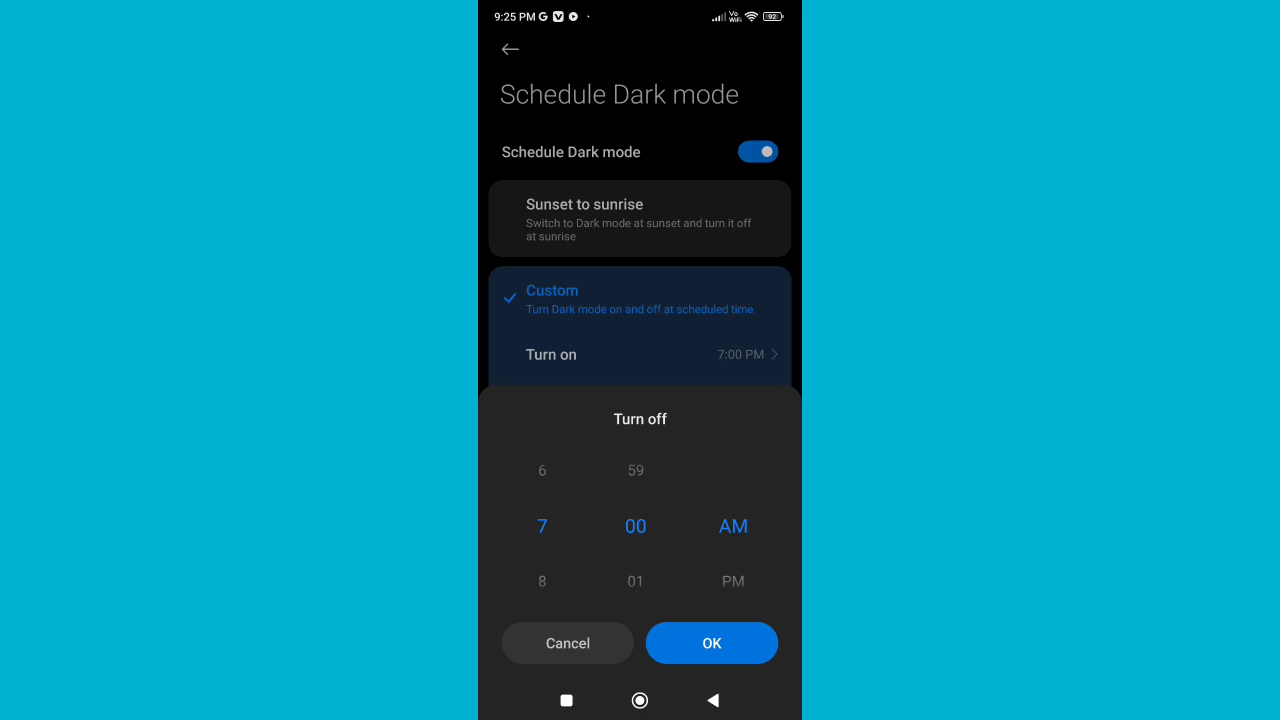 9:25 PM
Vo
WiFi
92
Schedule Dark mode
Schedule Dark mode
Sunset to sunrise
Switch to Dark mode at sunset and turn it off
at sunrise
Custom
Turn Dark mode on and off at scheduled time
Turn on 7:00 PM
Turn off
6 59
7 00 AM
8 01 PM
Cancel OK